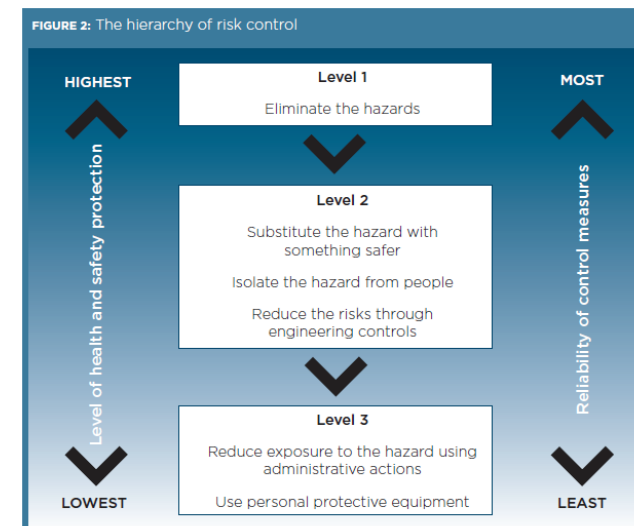 FIGURE 2: The hierarchy of risk control
HIGHEST
Level of health and safety protection
LOWEST
Level 1
Eliminate the hazards
Level 2
Substitute the hazard with
something safer
Isolate the hazard from people
Reduce the risks through
engineering controls
Level 3
Reduce exposure to the hazard using
administrative actions
Use personal protective equipment
MOST
Reliability of control measures
LEAST